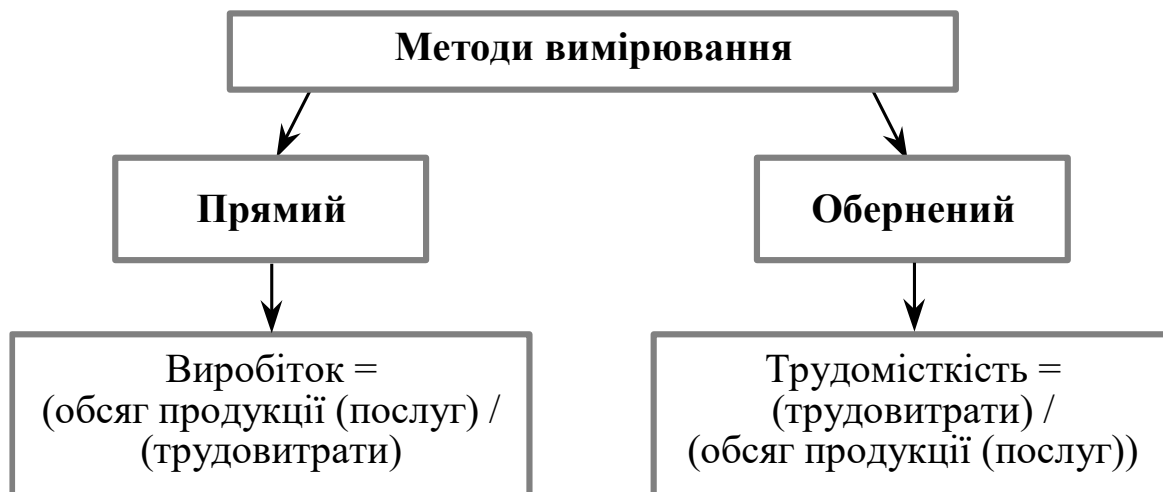 Методи вимірювання
Прямий
Обернений
Виробіток =
(обсяг продукції (послуг) /
(трудовитрати)
Трудомісткість =
(трудовитрати) /
(обсяг продукції (послуг))